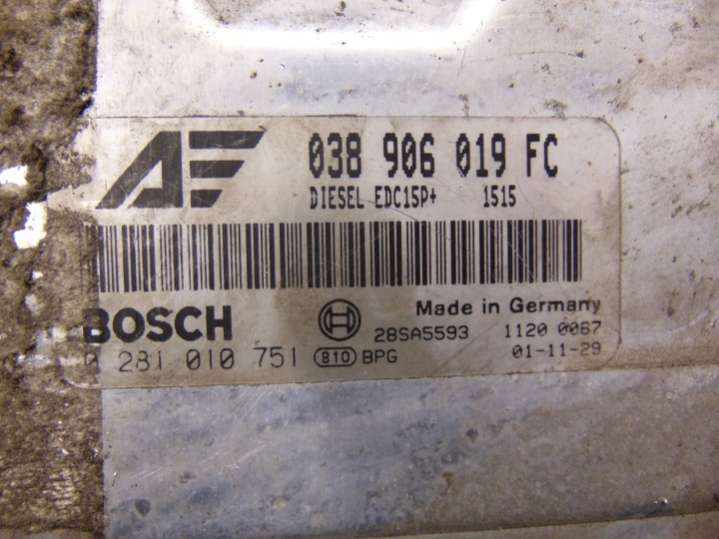 AE 038 906 019 FC
DIESEL EDC15P+ 1515
BOSCH Made in Germany
28SA5593 1120 0067
0 281 010 751 810 BPG 01-11-29